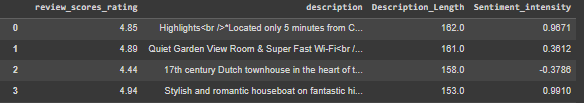 review_scores_rating description Description_Length Sentiment_intensity
0 4.85 Highlights<br />*Located only 5 minutes from C... 162.0 0.9671
1 4.89 Quiet Garden View Room & Super Fast Wi-Fi<br /... 161.0 0.3612
2 4.44 17th century Dutch townhouse in the heart of t... 158.0 -0.3786
3 4.94 Stylish and romantic houseboat on fantastic hi... 153.0 0.9910